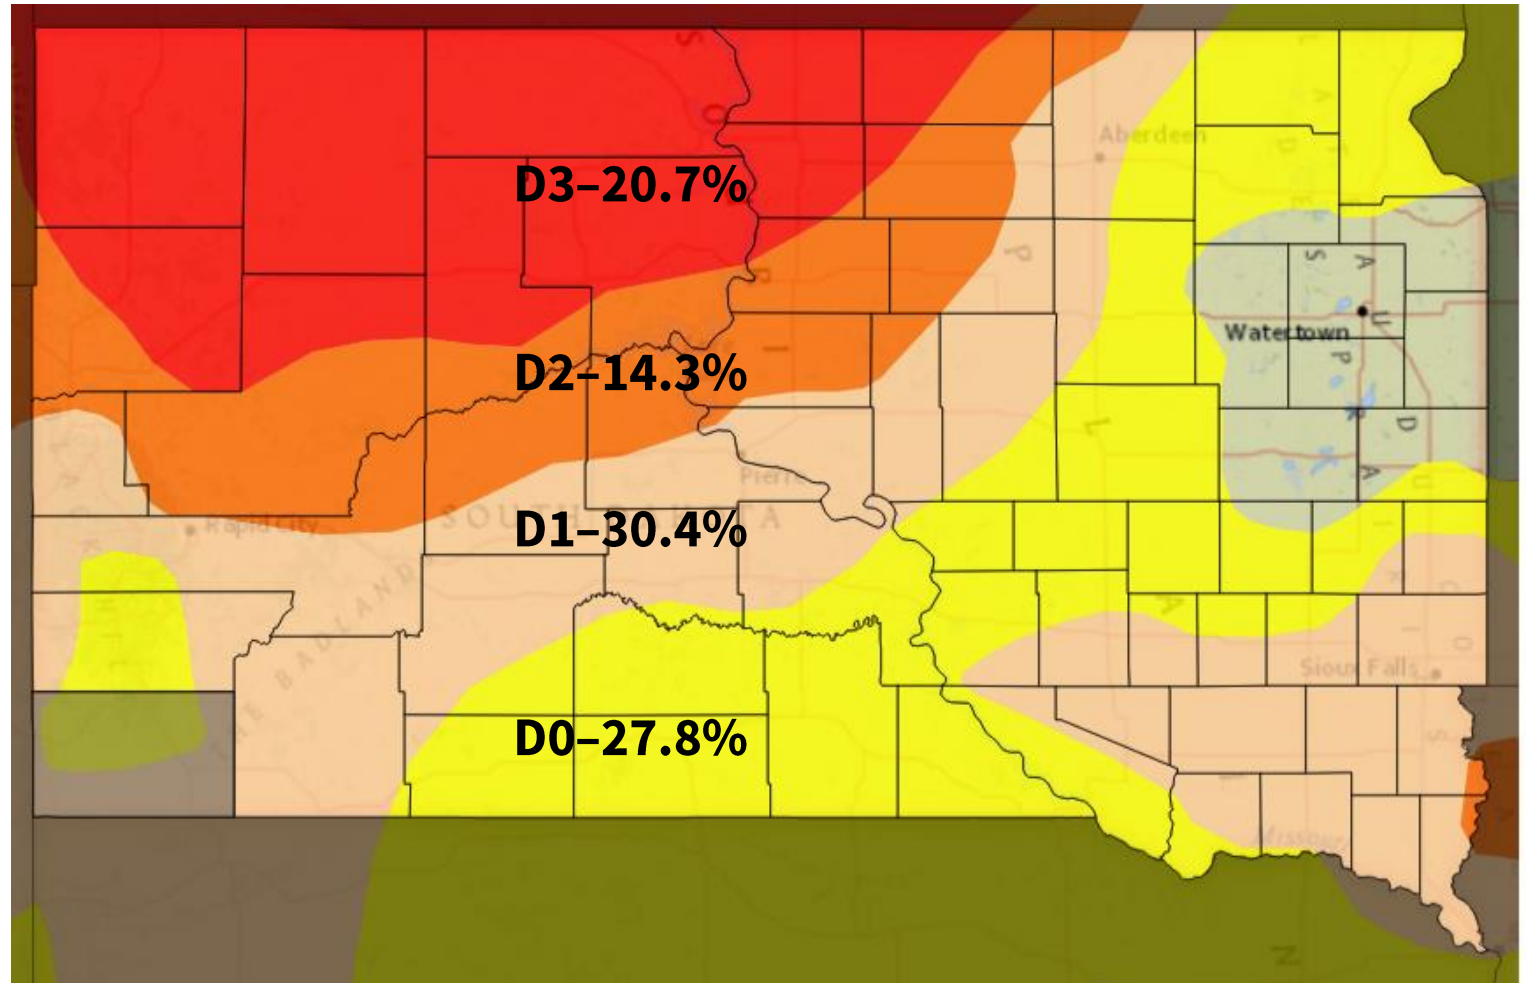 Aberdeen
D3–20.7%
Watertown
D2–14.3%
Pierre
SOUTH DAKOTA
Rapid City
D1–30.4%
THE BADLANDS
Sioux Falls
D0–27.8%
Missouri